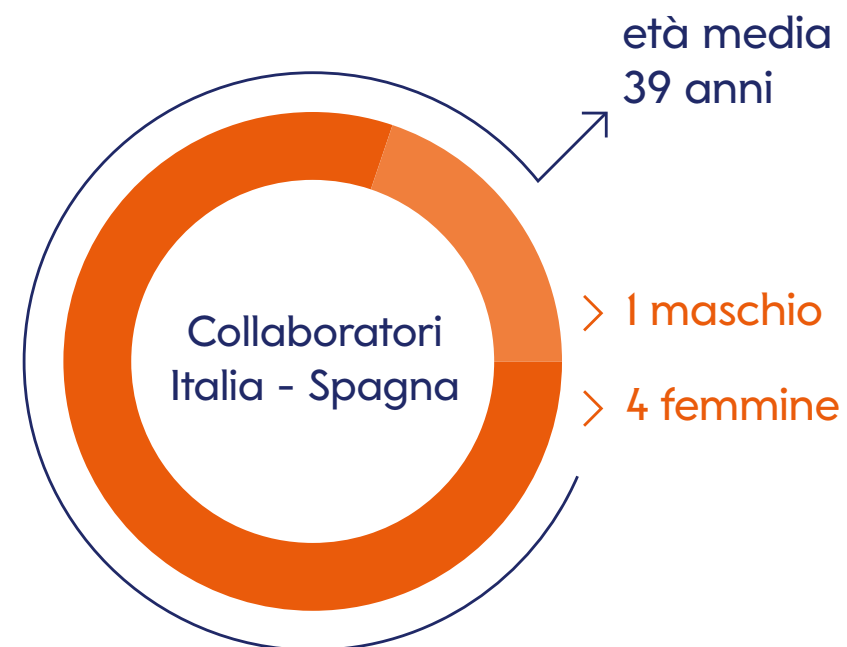 età media
39 anni
Collaboratori
Italia - Spagna
1 maschio
4 femmine